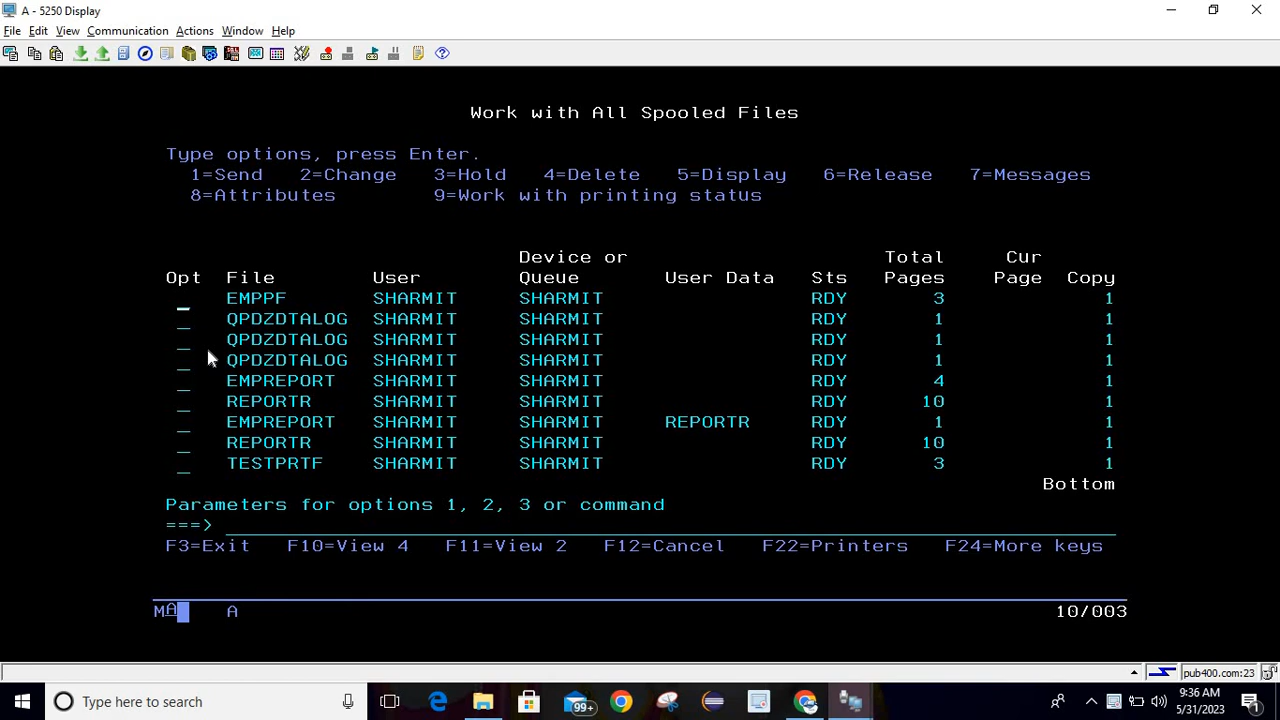 A - 5250 Display
File Edit View Communication Actions Window Help
Work with All Spooled Files
Type options, press Enter.
1=Send 2=Change 3=Hold 4=Delete 5=Display 6=Release 7=Messages
8=Attributes 9=Work with printing status
Device or Total Cur
Opt File User Queue User Data Sts Pages Page Copy
_ EMPPF SHARMIT SHARMIT RDY 3 1
_ QPDZDTALOG SHARMIT SHARMIT RDY 1 1
_ QPDZDTALOG SHARMIT SHARMIT RDY 1 1
_ QPDZDTALOG SHARMIT SHARMIT RDY 1 1
_ EMPREPORT SHARMIT SHARMIT RDY 4 1
_ REPORTR SHARMIT SHARMIT RDY 10 1
_ EMPREPORT SHARMIT SHARMIT REPORTR RDY 1 1
_ REPORTR SHARMIT SHARMIT RDY 10 1
_ TESTPRTF SHARMIT SHARMIT RDY 3 1
Bottom
Parameters for options 1, 2, 3 or command
===>
F3=Exit F10=View 4 F11=View 2 F12=Cancel F22=Printers F24=More keys
MA A 10/003
pub400.com:23
Type here to search 99+ 9:36 AM
5/31/2023 1